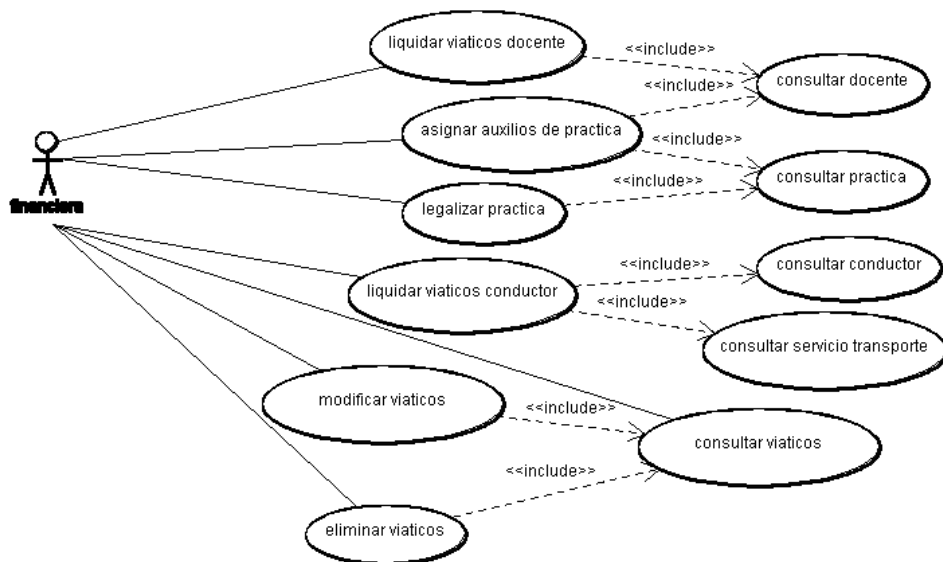 liquidar viaticos docente
<<include>>
consultar docente
<<include>>
asignar auxilios de practica
<<include>>
consultar practica
<<include>>
financiera
legalizar practica
<<include>>
consultar conductor
liquidar viaticos conductor
<<include>>
consultar servicio transporte
modificar viaticos
<<include>>
consultar viaticos
<<include>>
eliminar viaticos